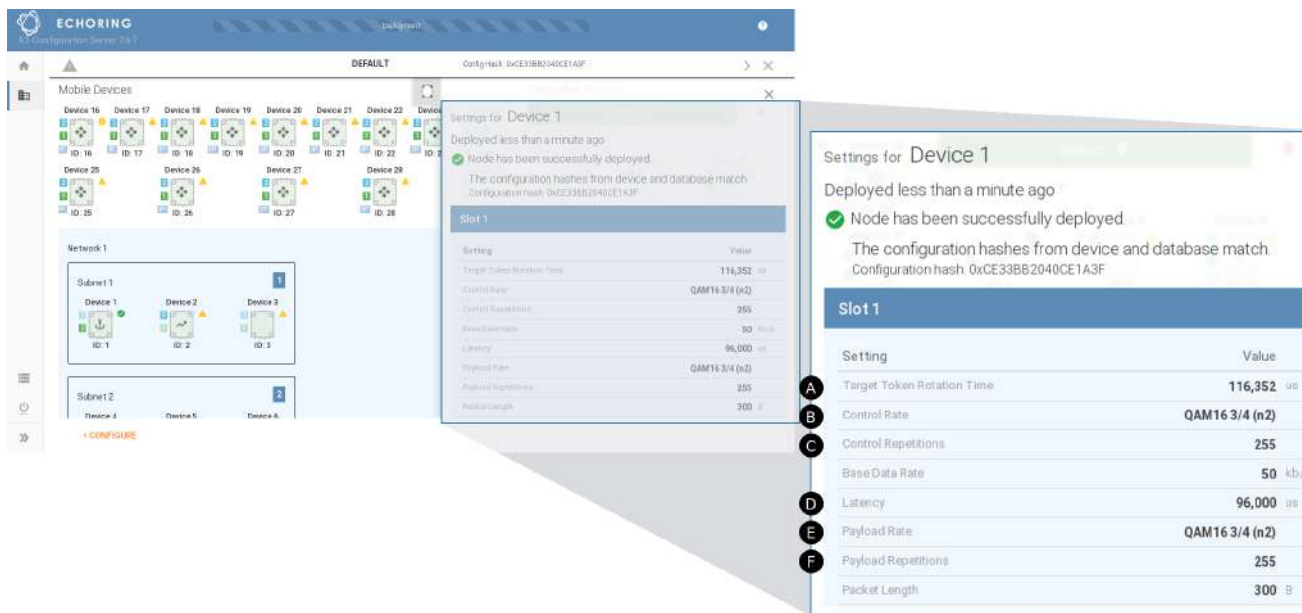 ECHORING
Deployment
DEFAULT
Config Hash: 0xCE33BB2040CE1A3F
Mobile Devices
Device 16 Device 17 Device 18 Device 19 Device 20 Device 21 Device 22 Device
ID: 16 ID: 17 ID: 18 ID: 19 ID: 20 ID: 21 ID: 22 ID: 2
Device 25 Device 26 Device 27 Device 28
ID: 25 ID: 26 ID: 27 ID: 28
Network 1
Subnet 1 1
Device 1 Device 2 Device 3
ID: 1 ID: 2 ID: 3
Subnet 2 2
Device 4 Device 5 Device 6
CONFIGURE
Settings for Device 1
Deployed less than a minute ago
Node has been successfully deployed.
The configuration hashes from device and database match.
Configuration hash: 0xCE33BB2040CE1A3F
Slot 1
Setting Value
Target Token Rotation Time 116,352 us
Control Rate QAM16 3/4 (n2)
Control Repetitions 255
Base Data Rate 50
Latency 96,000 us
Payload Rate QAM16 3/4 (n2)
Payload Repetitions 255
Packet Length 300 B
Settings for Device 1
Deployed less than a minute ago
Node has been successfully deployed.
The configuration hashes from device and database match.
Configuration hash: 0xCE33BB2040CE1A3F
Slot 1
Setting Value
A Target Token Rotation Time 116,352 us
B Control Rate QAM16 3/4 (n2)
C Control Repetitions 255
Base Data Rate 50 kb
D Latency 96,000 us
E Payload Rate QAM16 3/4 (n2)
F Payload Repetitions 255
Packet Length 300 B